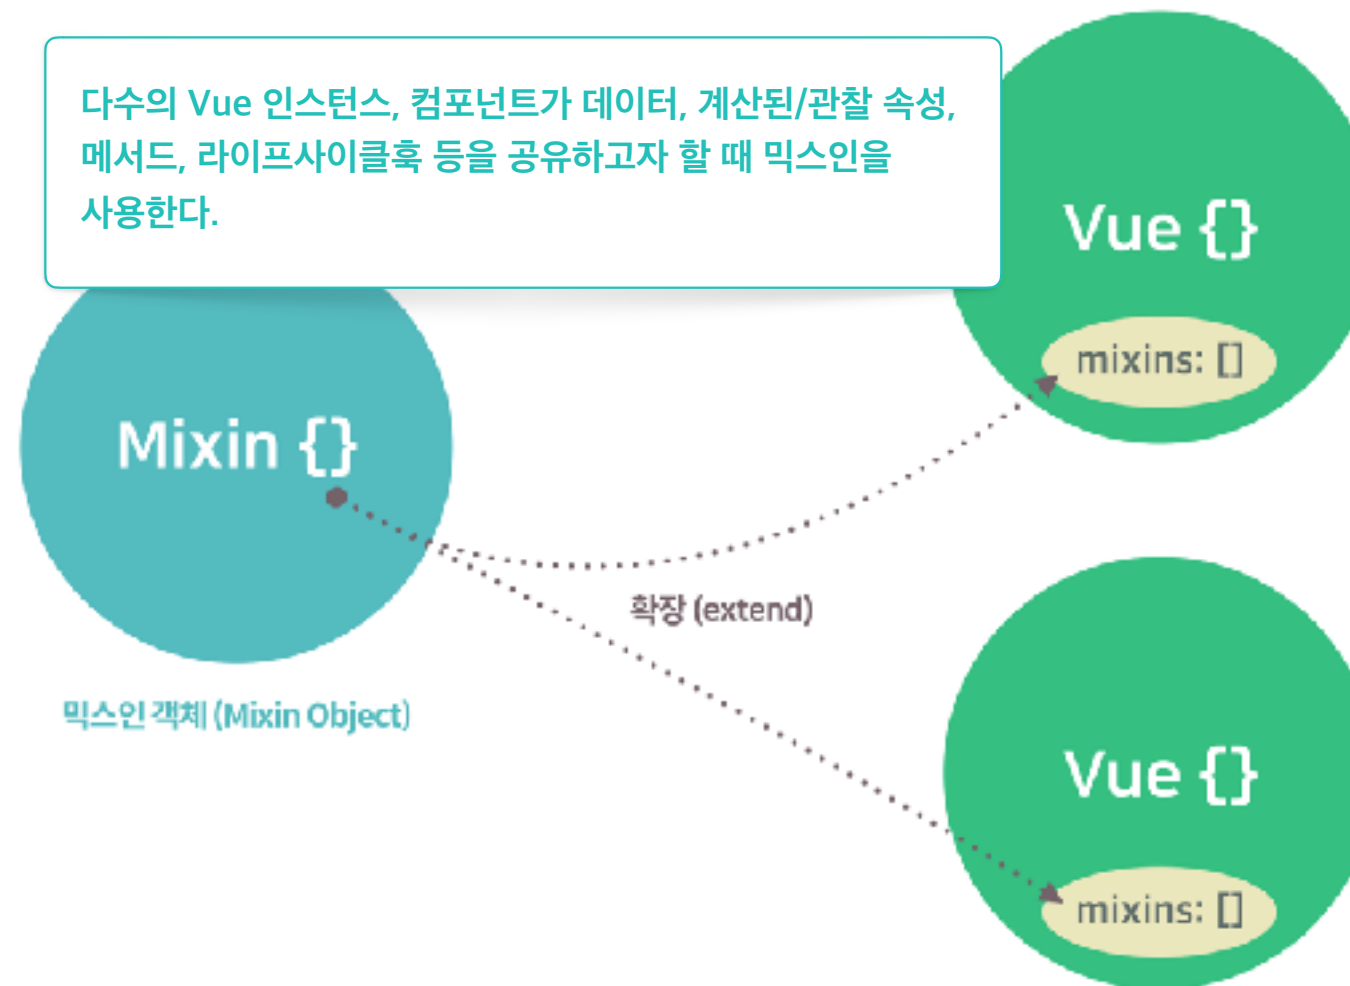 다수의 Vue 인스턴스, 컴포넌트가 데이터, 계산된/관찰 속성,
메서드, 라이프사이클훅 등을 공유하고자 할 때 믹스인을
사용한다.
Vue {}
mixins: []
Mixin {}
확장 (extend)
믹스인 객체 (Mixin Object)
Vue {}
mixins: []